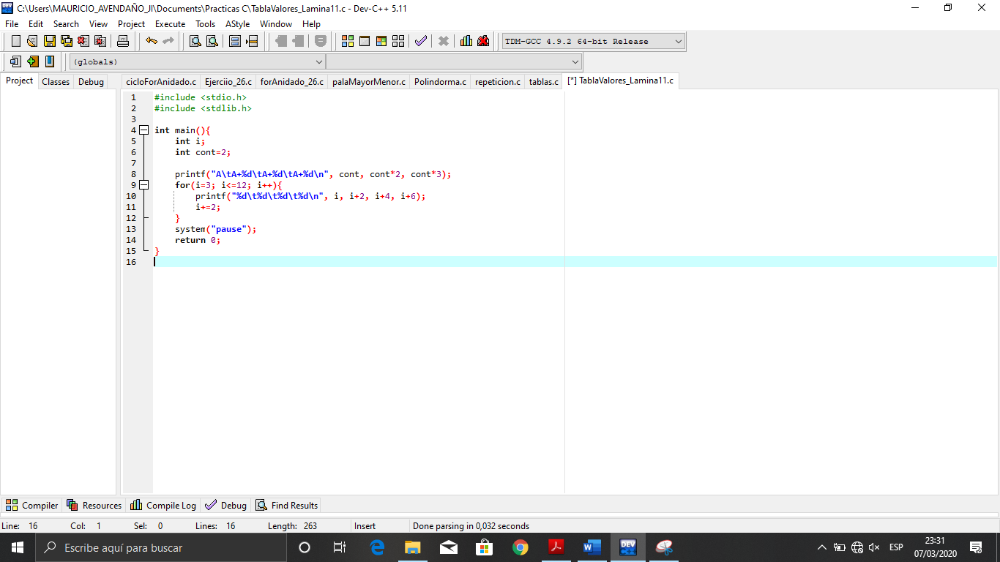 C:\Users\MAURICIO_AVENDAÑO_JI\Documents\Practicas C\TablaValores_Lamina11.c - Dev-C++ 5.11
File Edit Search View Project Execute Tools AStyle Window Help
TDM-GCC 4.9.2 64-bit Release
(globals)
Project Classes Debug cicloForAnidado.c Ejerciio_26.c forAnidado_26.c palaMayorMenor.c Polindorma.c repeticion.c tablas.c [*] TablaValores_Lamina11.c
1 #include <stdio.h>
2 #include <stdlib.h>
3
4 int main(){
5 int i;
6 int cont=2;
7
8 printf("A\tA+%d\tA+%d\tA+%d\n", cont, cont*2, cont*3);
9 for(i=3; i<=12; i++){
10 printf("%d\t%d\t%d\t%d\n", i, i+2, i+4, i+6);
11 i+=2;
12 }
13 system("pause");
14 return 0;
15 }
16
Compiler Resources Compile Log Debug Find Results
Line: 16 Col: 1 Sel: 0 Lines: 16 Length: 263 Insert Done parsing in 0,032 seconds
Escribe aquí para buscar
DEV
ESP
23:31
07/03/2020